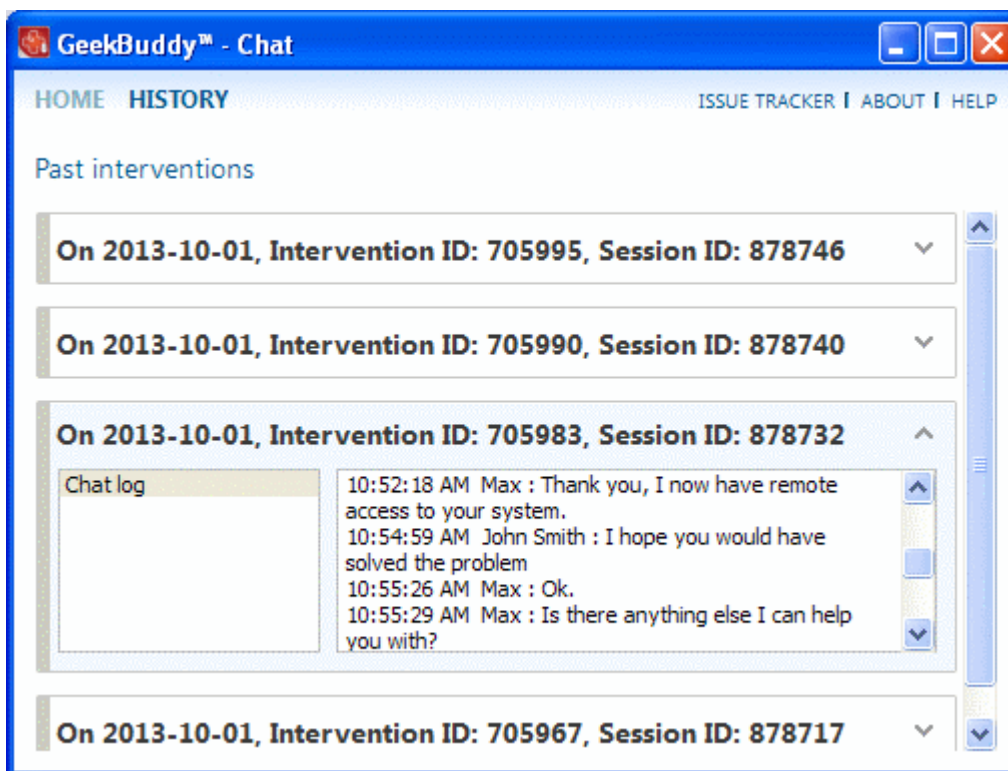 GeekBuddy™ - Chat
HOME HISTORY ISSUE TRACKER | ABOUT | HELP
Past interventions
On 2013-10-01, Intervention ID: 705995, Session ID: 878746
On 2013-10-01, Intervention ID: 705990, Session ID: 878740
On 2013-10-01, Intervention ID: 705983, Session ID: 878732
Chat log
10:52:18 AM Max : Thank you, I now have remote
access to your system.
10:54:59 AM John Smith : I hope you would have
solved the problem
10:55:26 AM Max : Ok.
10:55:29 AM Max : Is there anything else I can help
you with?
On 2013-10-01, Intervention ID: 705967, Session ID: 878717